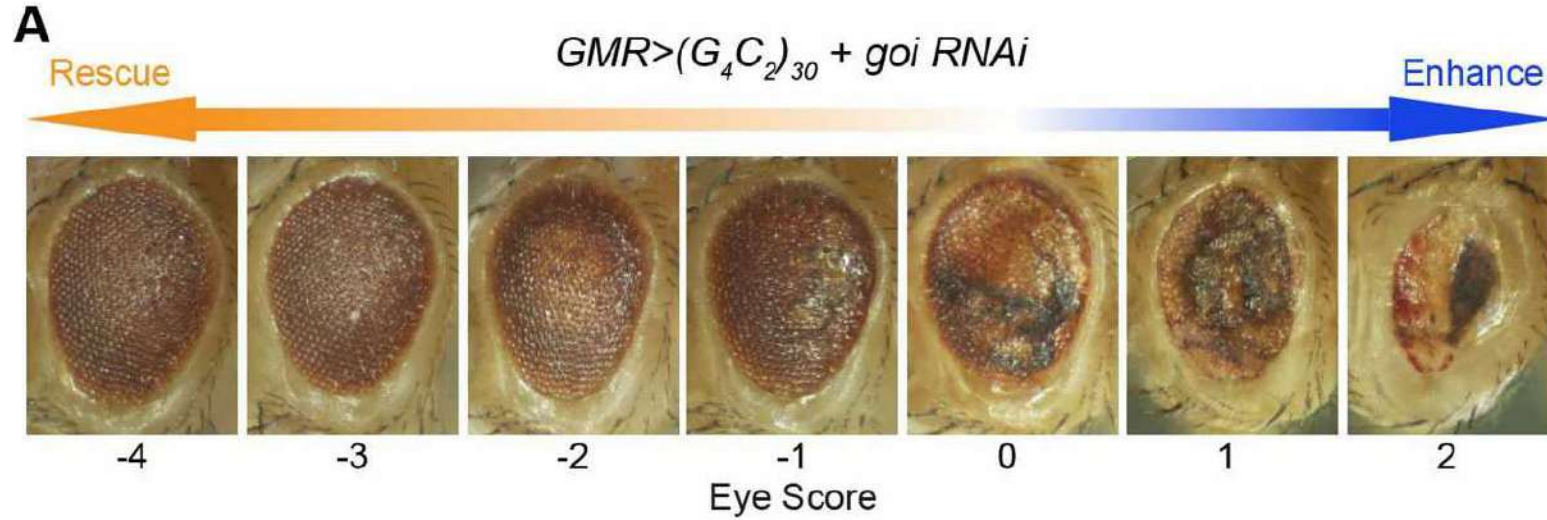 A
GMR>(G₄C₂)₃₀ + goi RNAi
Rescue Enhance
-4 -3 -2 -1 0 1 2
Eye Score